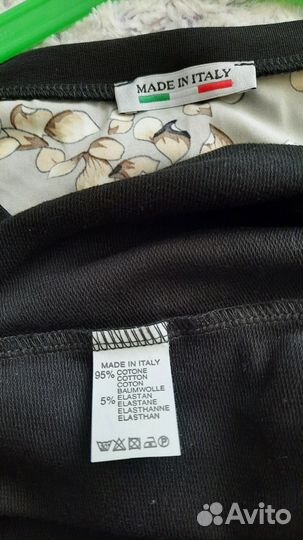 MADE IN ITALY
MADE IN ITALY
95% COTONE
COTTON
COTON
BAUMWOLLE
5% ELASTAN
ELASTANE
ELASTHANNE
ELASTHAN
Avito